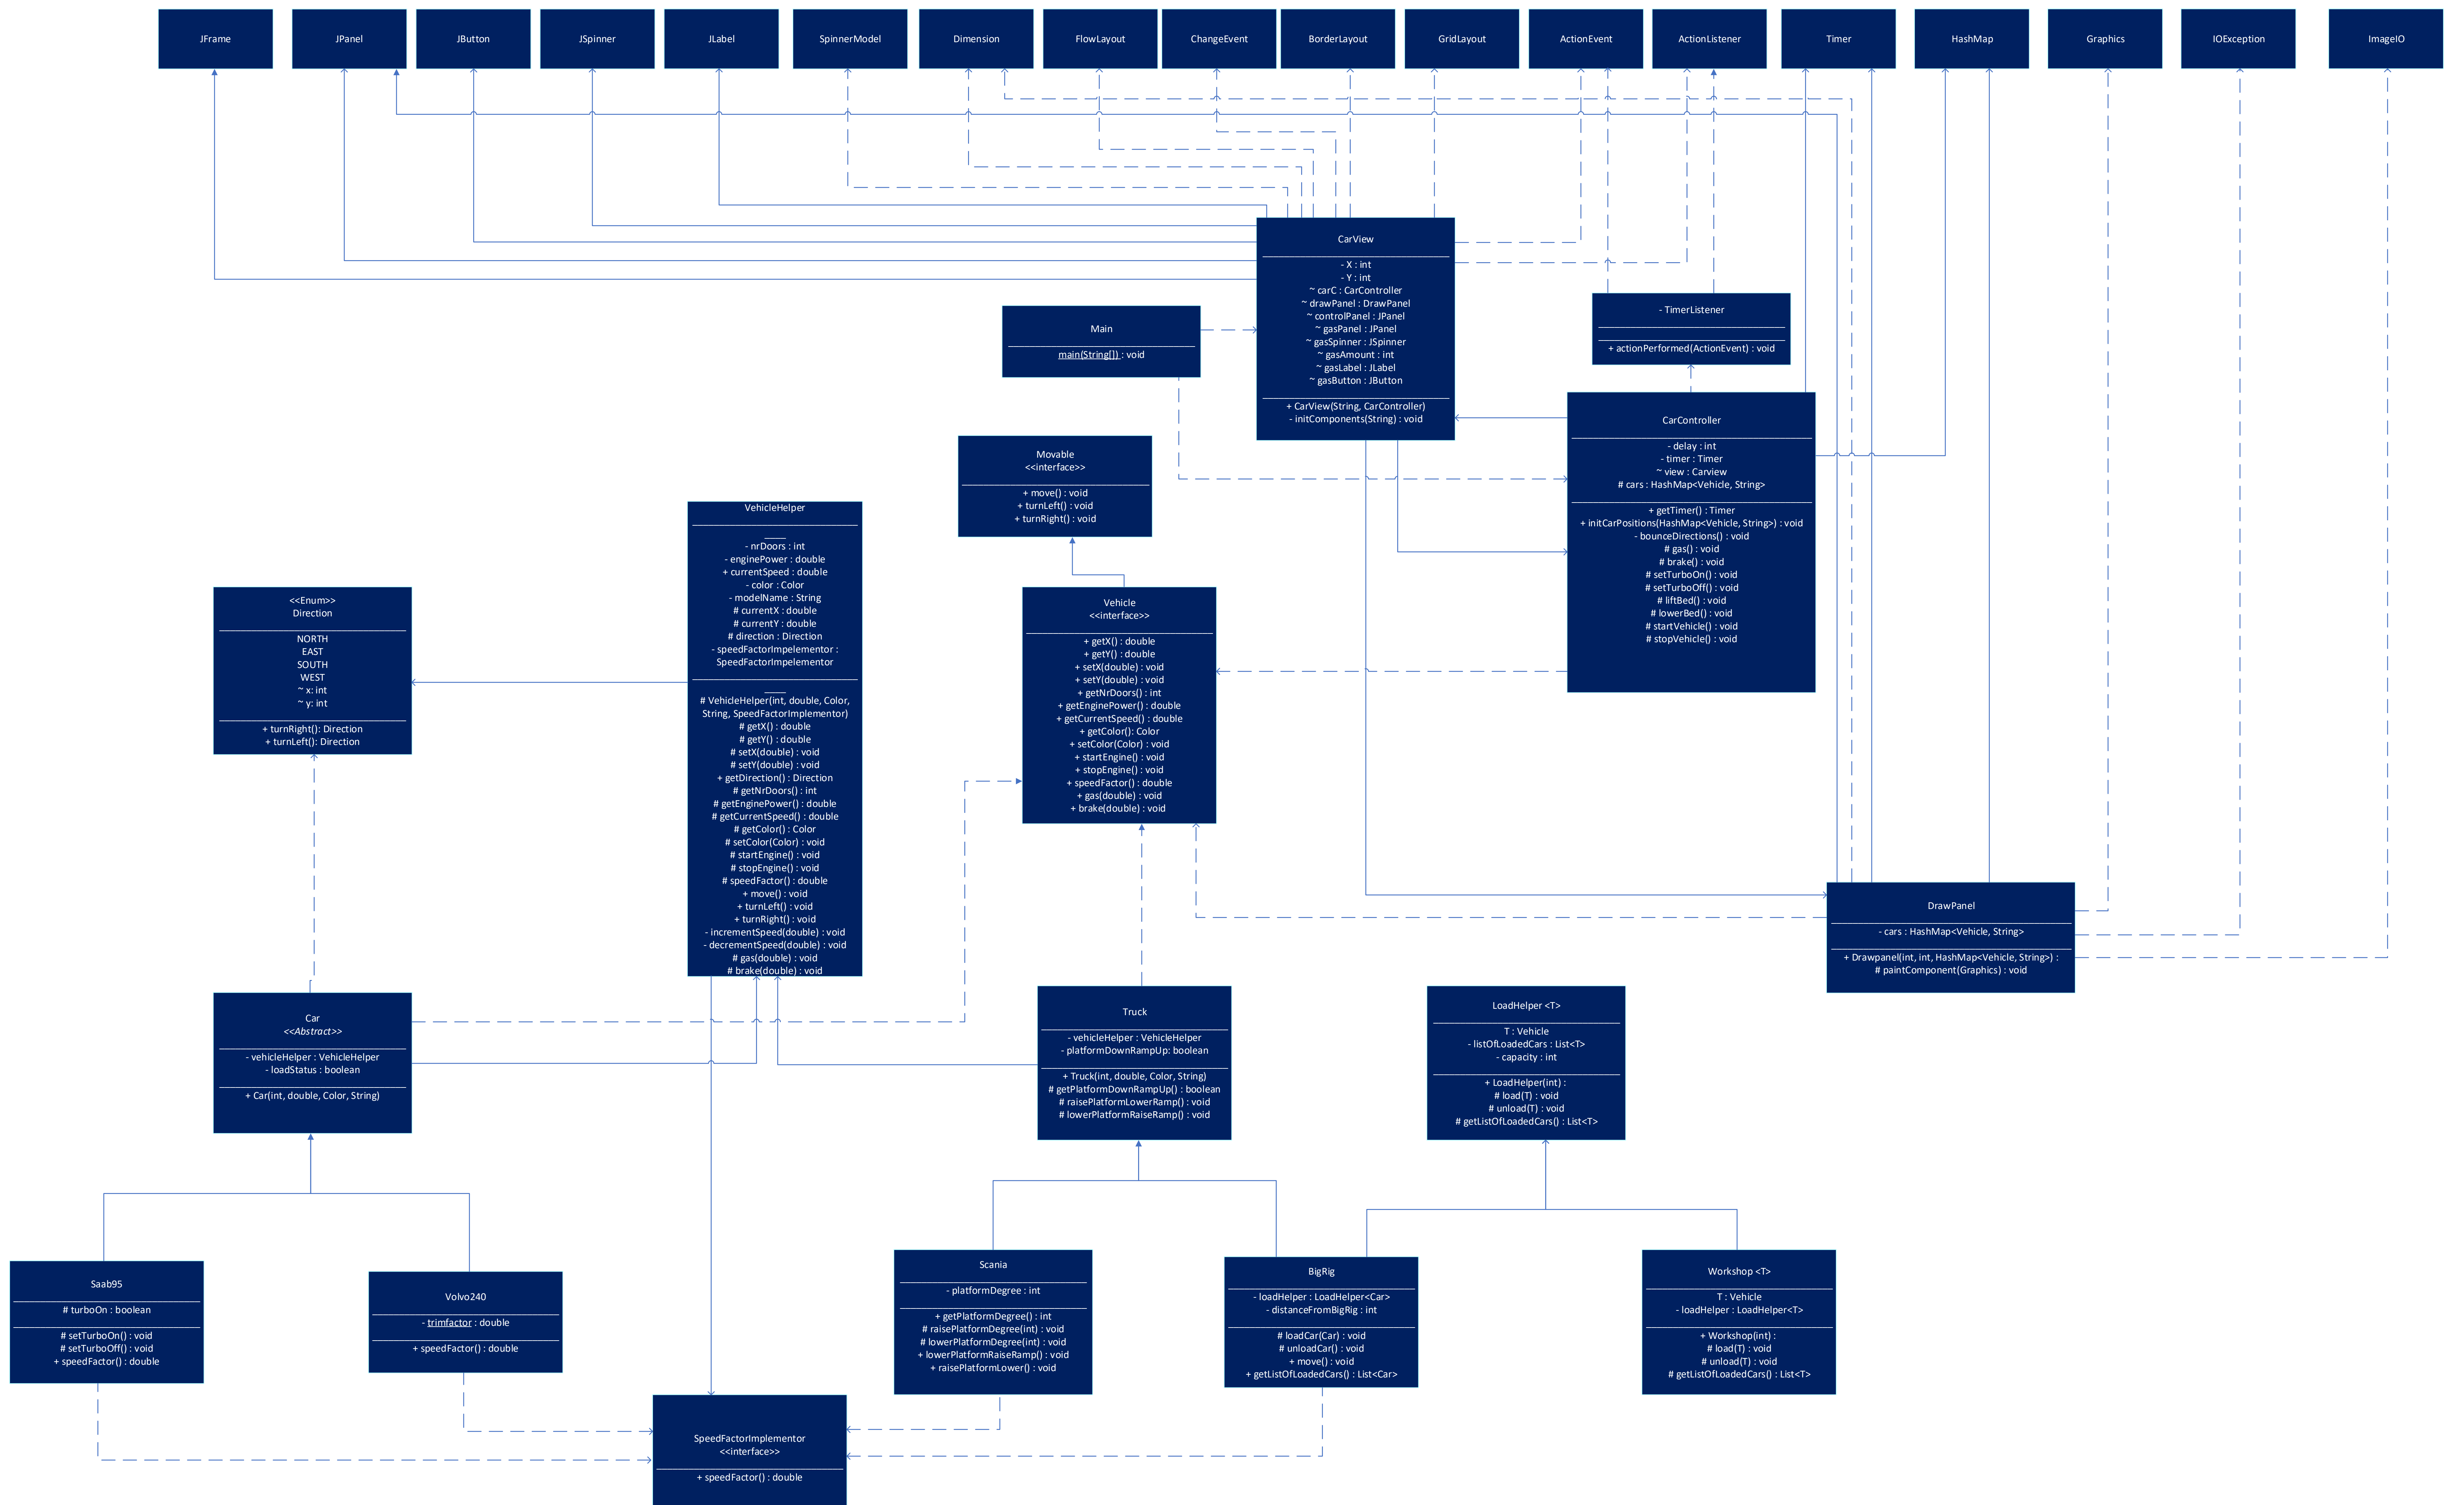 JFrame
JPanel
JButton
JSpinner
JLabel
SpinnerModel
Dimension
FlowLayout
ChangeEvent
BorderLayout
GridLayout
ActionEvent
ActionListener
Timer
HashMap
Graphics
IOException
ImageIO
CarView
- X : int
- Y : int
~ carC : CarController
~ drawPanel : DrawPanel
~ controlPanel : JPanel
~ gasPanel : JPanel
~ gasSpinner : JSpinner
~ gasAmount : int
~ gasLabel : JLabel
~ gasButton : JButton
+ CarView(String, CarController)
- initComponents(String) : void
Main
main(String[]) : void
- TimerListener
+ actionPerformed(ActionEvent) : void
CarController
- delay : int
- timer : Timer
~ view : Carview
# cars : HashMap<Vehicle, String>
+ getTimer() : Timer
+ initCarPositions(HashMap<Vehicle, String>) : void
- bounceDirections() : void
# gas() : void
# brake() : void
# setTurboOn() : void
# setTurboOff() : void
# liftBed() : void
# lowerBed() : void
# startVehicle() : void
# stopVehicle() : void
Movable
<<interface>>
+ move() : void
+ turnLeft() : void
+ turnRight() : void
VehicleHelper
- nrDoors : int
- enginePower : double
+ currentSpeed : double
- color : Color
- modelName : String
# currentX : double
# currentY : double
# direction : Direction
- speedFactorImpelementor :
SpeedFactorImpelementor
# VehicleHelper(int, double, Color,
String, SpeedFactorImplementor)
# getX() : double
# getY() : double
# setX(double) : void
# setY(double) : void
+ getDirection() : Direction
# getNrDoors() : int
# getEnginePower() : double
# getCurrentSpeed() : double
# getColor() : Color
# setColor(Color) : void
# startEngine() : void
# stopEngine() : void
# speedFactor() : double
+ move() : void
+ turnLeft() : void
+ turnRight() : void
- incrementSpeed(double) : void
- decrementSpeed(double) : void
# gas(double) : void
# brake(double) : void
<<Enum>>
Direction
NORTH
EAST
SOUTH
WEST
~ x: int
~ y: int
+ turnRight(): Direction
+ turnLeft(): Direction
Vehicle
<<interface>>
+ getX() : double
+ getY() : double
+ setX(double) : void
+ setY(double) : void
+ getNrDoors() : int
+ getEnginePower() : double
+ getCurrentSpeed() : double
+ getColor(): Color
+ setColor(Color) : void
+ startEngine() : void
+ stopEngine() : void
+ speedFactor() : double
+ gas(double) : void
+ brake(double) : void
DrawPanel
- cars : HashMap<Vehicle, String>
+ Drawpanel(int, int, HashMap<Vehicle, String>) :
# paintComponent(Graphics) : void
Car
<<Abstract>>
- vehicleHelper : VehicleHelper
- loadStatus : boolean
+ Car(int, double, Color, String)
Truck
- vehicleHelper : VehicleHelper
- platformDownRampUp: boolean
+ Truck(int, double, Color, String)
# getPlatformDownRampUp() : boolean
# raisePlatformLowerRamp() : void
# lowerPlatformRaiseRamp() : void
LoadHelper <T>
T : Vehicle
- listOfLoadedCars : List<T>
- capacity : int
+ LoadHelper(int) :
# load(T) : void
# unload(T) : void
# getListOfLoadedCars() : List<T>
Saab95
# turboOn : boolean
# setTurboOn() : void
# setTurboOff() : void
+ speedFactor() : double
Volvo240
- trimfactor : double
+ speedFactor() : double
Scania
- platformDegree : int
+ getPlatformDegree() : int
# raisePlatformDegree(int) : void
# lowerPlatformDegree(int) : void
+ lowerPlatformRaiseRamp() : void
+ raisePlatformLower() : void
BigRig
- loadHelper : LoadHelper<Car>
- distanceFromBigRig : int
# loadCar(Car) : void
# unloadCar() : void
+ move() : void
+ getListOfLoadedCars() : List<Car>
Workshop <T>
T : Vehicle
- loadHelper : LoadHelper<T>
+ Workshop(int) :
# load(T) : void
# unload(T) : void
# getListOfLoadedCars() : List<T>
SpeedFactorImplementor
<<interface>>
+ speedFactor() : double